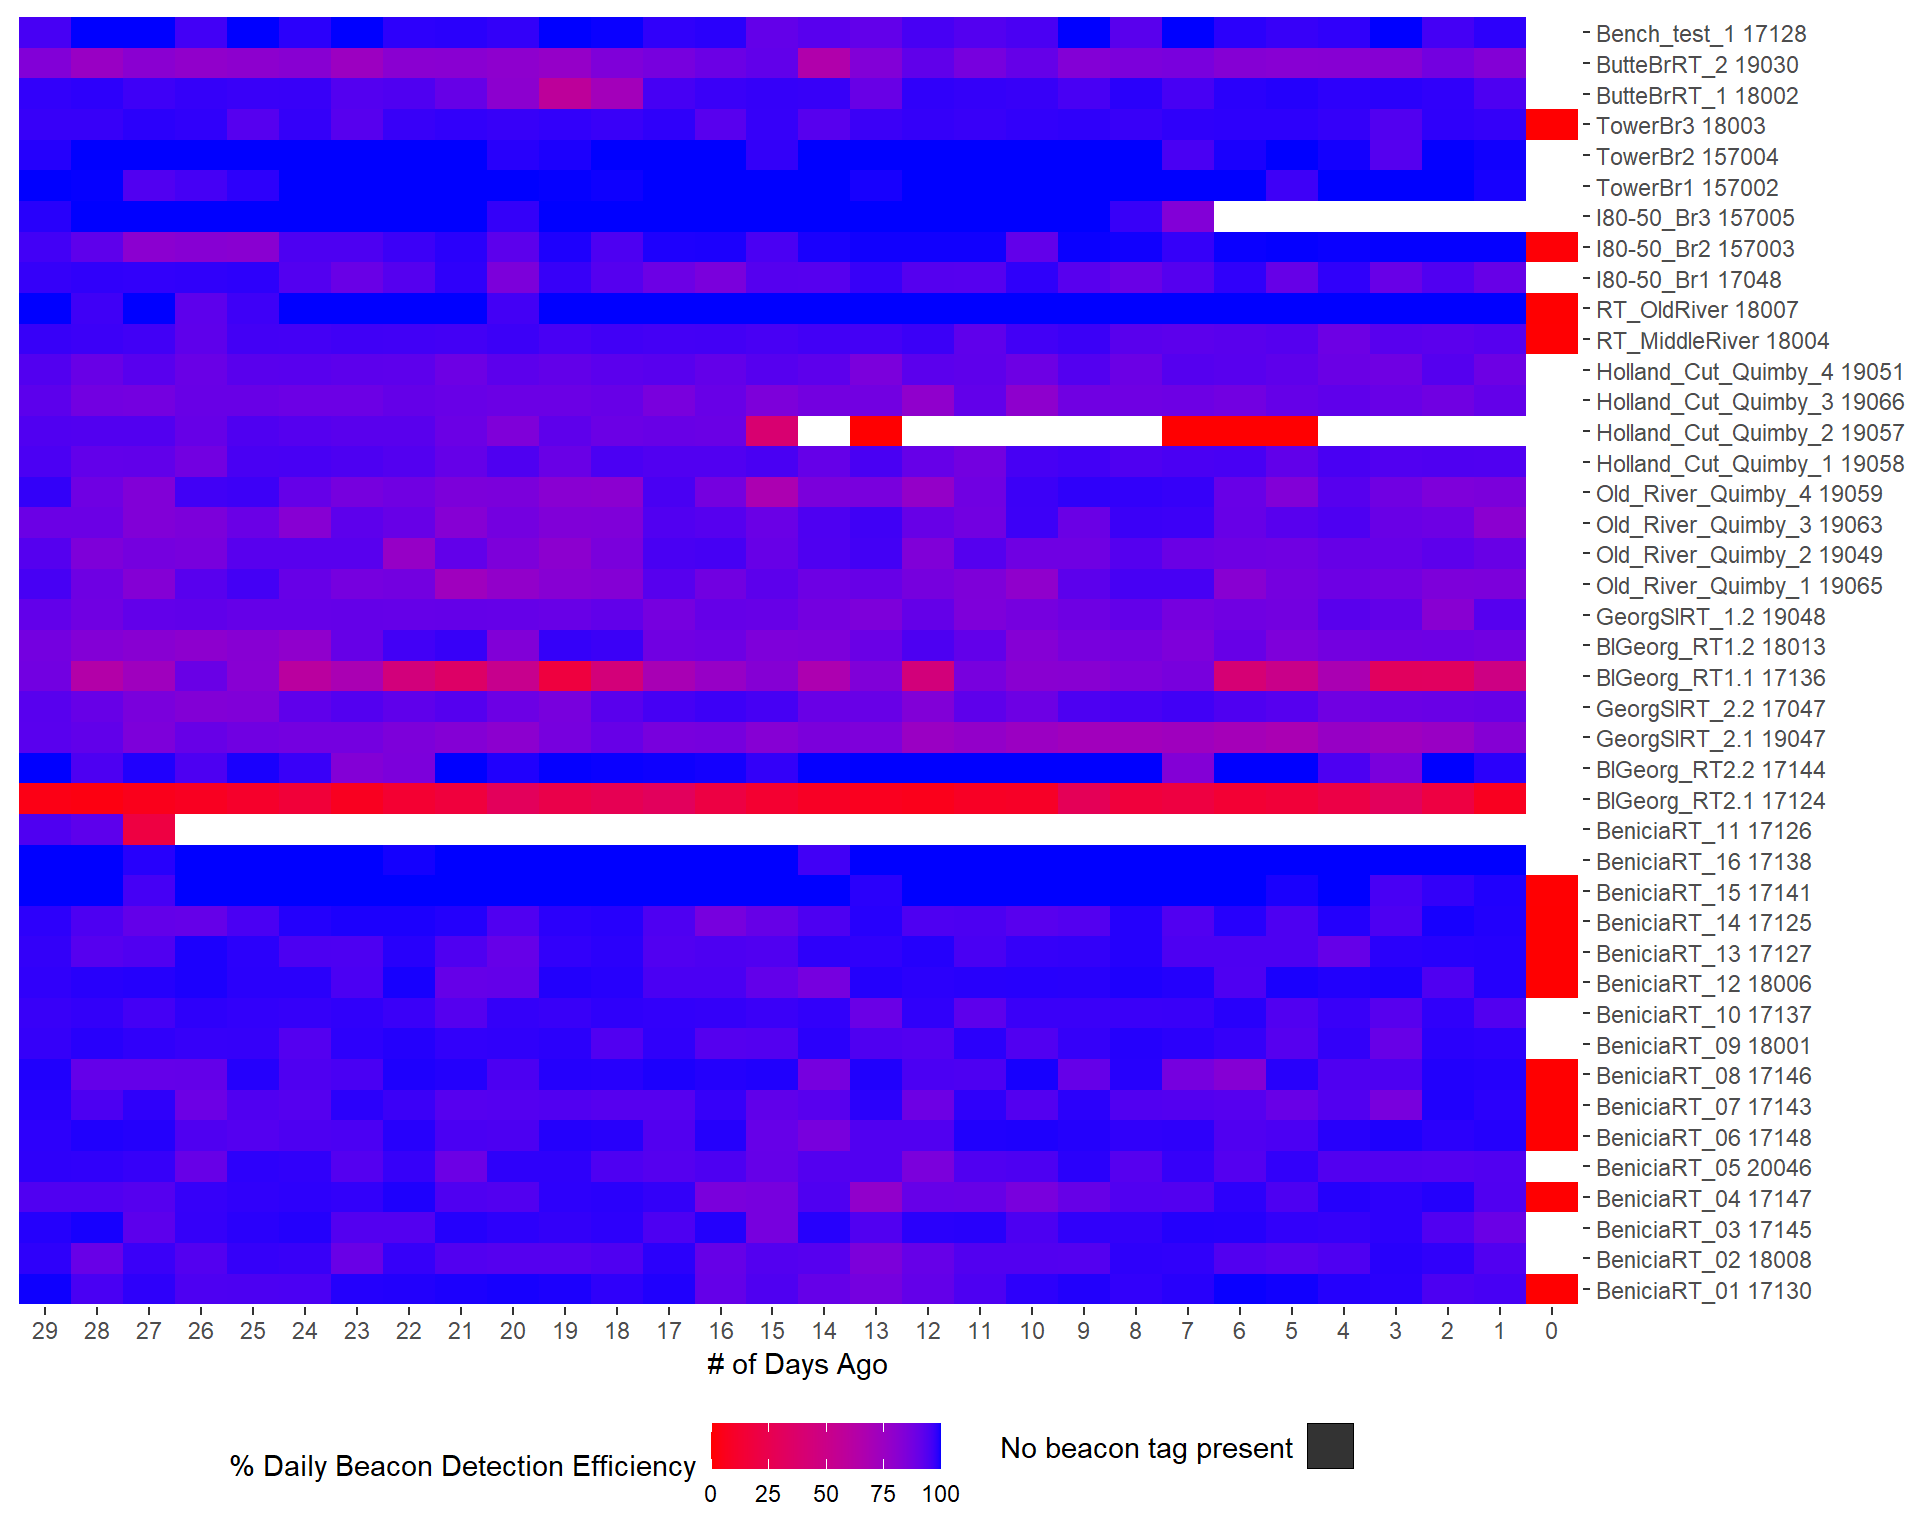 Bench_test_1 17128
ButteBrRT_2 19030
ButteBrRT_1 18002
TowerBr3 18003
TowerBr2 157004
TowerBr1 157002
I80-50_Br3 157005
I80-50_Br2 157003
I80-50_Br1 17048
RT_OldRiver 18007
RT_MiddleRiver 18004
Holland_Cut_Quimby_4 19051
Holland_Cut_Quimby_3 19066
Holland_Cut_Quimby_2 19057
Holland_Cut_Quimby_1 19058
Old_River_Quimby_4 19059
Old_River_Quimby_3 19063
Old_River_Quimby_2 19049
Old_River_Quimby_1 19065
GeorgSlRT_1.2 19048
BlGeorg_RT1.2 18013
BlGeorg_RT1.1 17136
GeorgSlRT_2.2 17047
GeorgSlRT_2.1 19047
BlGeorg_RT2.2 17144
BlGeorg_RT2.1 17124
BeniciaRT_11 17126
BeniciaRT_16 17138
BeniciaRT_15 17141
BeniciaRT_14 17125
BeniciaRT_13 17127
BeniciaRT_12 18006
BeniciaRT_10 17137
BeniciaRT_09 18001
BeniciaRT_08 17146
BeniciaRT_07 17143
BeniciaRT_06 17148
BeniciaRT_05 20046
BeniciaRT_04 17147
BeniciaRT_03 17145
BeniciaRT_02 18008
BeniciaRT_01 17130
29 28 27 26 25 24 23 22 21 20 19 18 17 16 15 14 13 12 11 10 9 8 7 6 5 4 3 2 1 0
# of Days Ago
% Daily Beacon Detection Efficiency
0 25 50 75 100
No beacon tag present